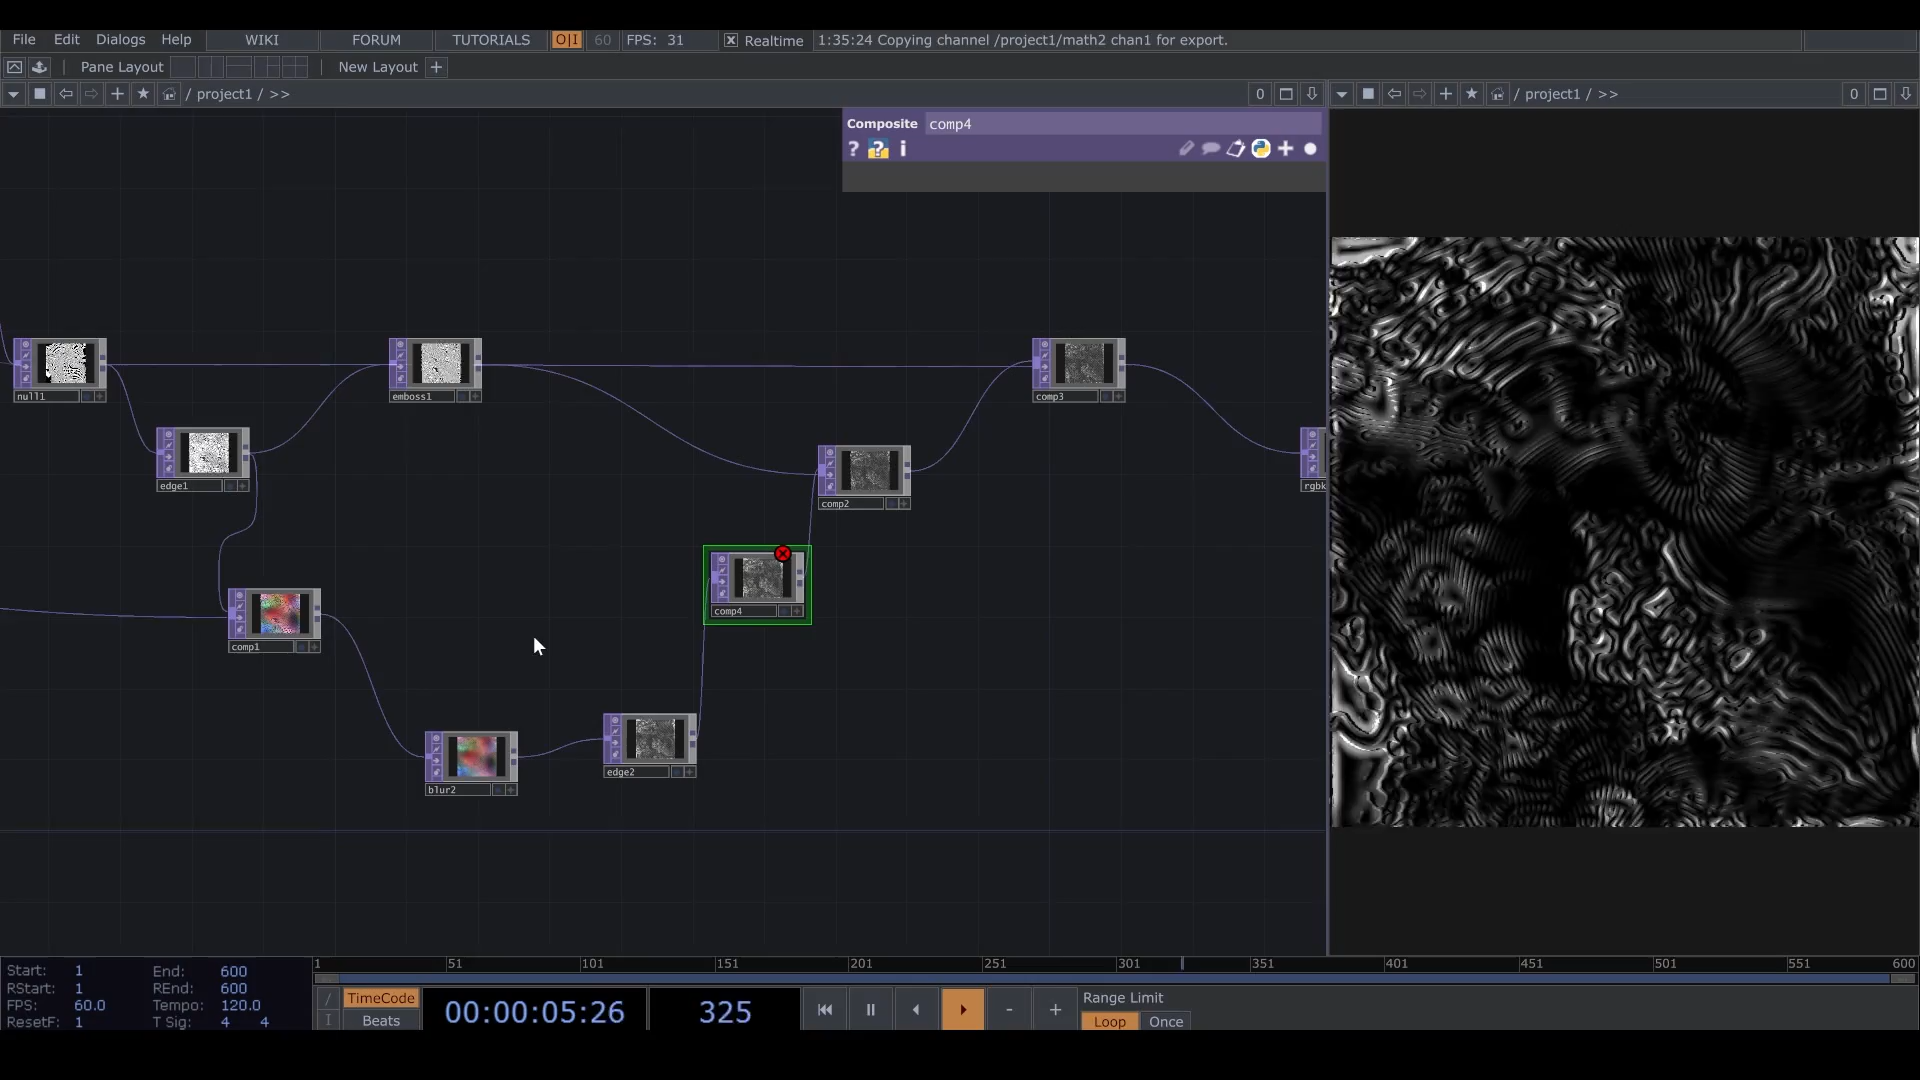 File Edit Dialogs Help WIKI FORUM TUTORIALS O|I 60 FPS: 31 Realtime 1:35:24 Copying channel /project1/math2 chan1 for export.
Pane Layout New Layout +
/ project1 / >> 0 / project1 / >> 0
Composite comp4
? ? i
null1
emboss1
comp3
edge1
rgbk
comp2
comp4
comp1
edge2
blur2
1 51 101 151 201 251 301 351 401 451 501 551 600
Start: 1 End: 600
RStart: 1 REnd: 600
FPS: 60.0 Tempo: 120.0
ResetF: 1 T Sig: 4 4
/ TimeCode
I Beats
00:00:05:26 325
- +
Range Limit
Loop Once